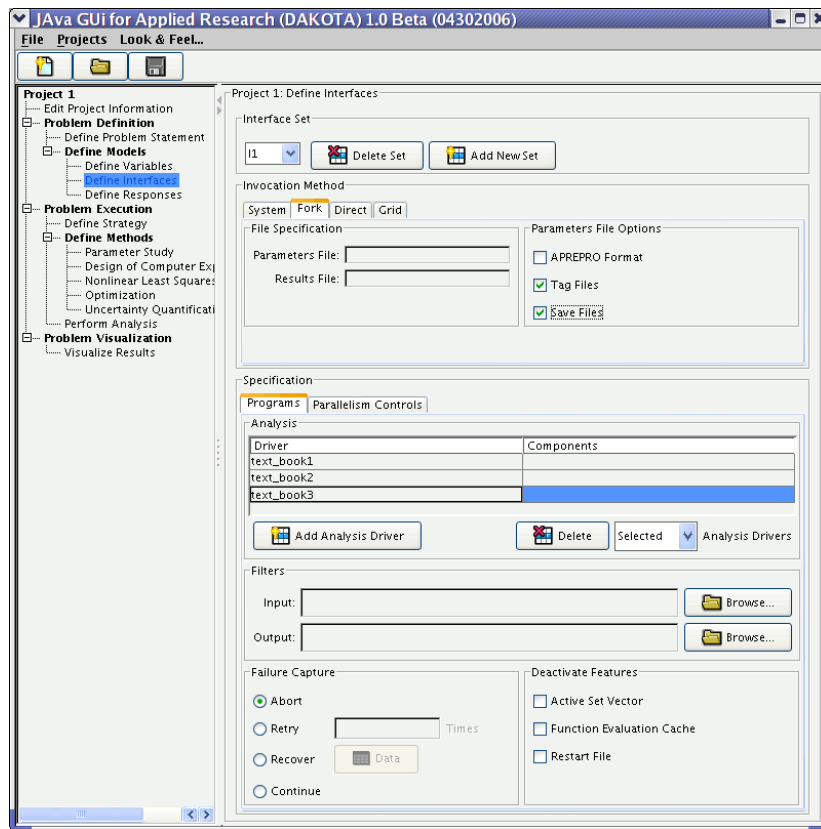 JAva GUi for Applied Research (DAKOTA) 1.0 Beta (04302006)
File Projects Look & Feel...
Project 1
Edit Project Information
Problem Definition
Define Problem Statement
Define Models
Define Variables
Define Interfaces
Define Responses
Problem Execution
Define Strategy
Define Methods
Parameter Study
Design of Computer Exp
Nonlinear Least Squares
Optimization
Uncertainty Quantificati
Perform Analysis
Problem Visualization
Visualize Results
Project 1: Define Interfaces
Interface Set
I1 Delete Set Add New Set
Invocation Method
System Fork Direct Grid
File Specification
Parameters File:
Results File:
Parameters File Options
APREPRO Format
Tag Files
Save Files
Specification
Programs Parallelism Controls
Analysis
Driver Components
text_book1
text_book2
text_book3
Add Analysis Driver Delete Selected Analysis Drivers
Filters
Input: Browse...
Output: Browse...
Failure Capture
Abort
Retry Times
Recover Data
Continue
Deactivate Features
Active Set Vector
Function Evaluation Cache
Restart File